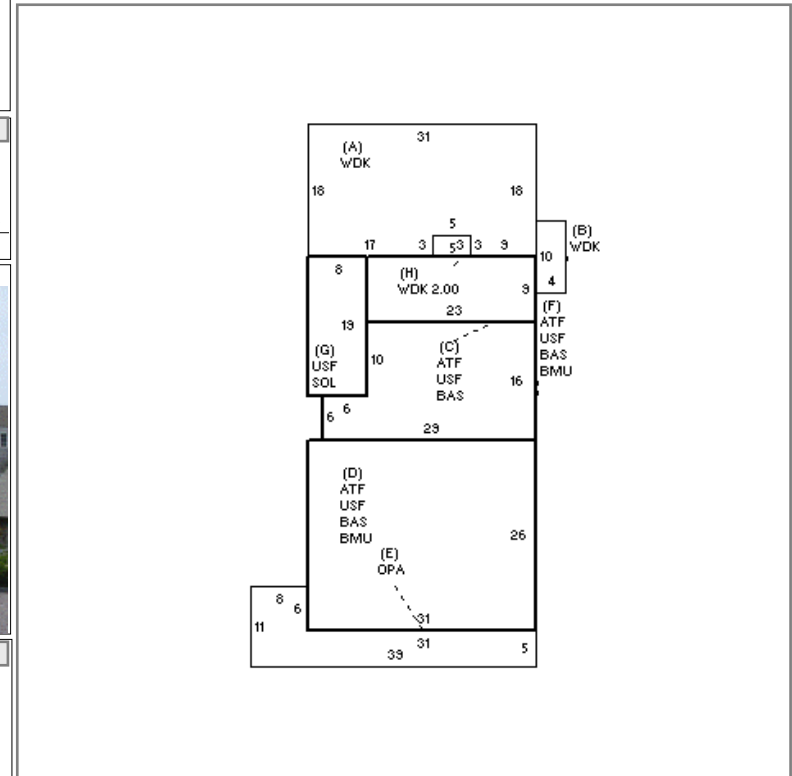 31
(A)
WDK
18
18
5
(B)
WDK
17
3
5
3
3
9
10
8
(H)
WDK 2.00
4
9
(F)
23
ATF
19
USF
(G)
(C)
BAS
USF
10
ATF
BMU
SOL
USF
16
BAS
6
6
29
(D)
ATF
USF
BAS
26
BMU
(E)
OPA
8
6
31
11
31
5
39